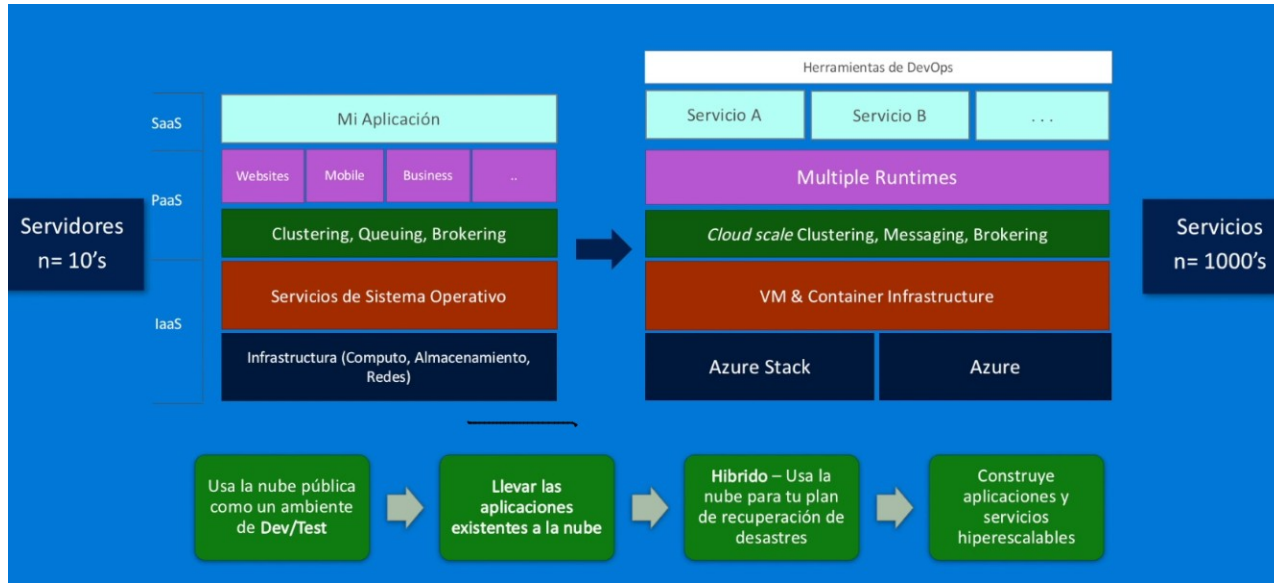 Herramientas de DevOps
SaaS
Mi Aplicación
Servicio A
Servicio B
. . .
PaaS
Websites
Mobile
Business
..
Multiple Runtimes
Servidores
n= 10's
Clustering, Queuing, Brokering
Cloud scale Clustering, Messaging, Brokering
Servicios
n= 1000's
IaaS
Servicios de Sistema Operativo
VM & Container Infrastructure
Infrastructura (Computo, Almacenamiento,
Redes)
Azure Stack
Azure
Usa la nube pública
como un ambiente
de Dev/Test
Llevar las
aplicaciones
existentes a la nube
Hibrido – Usa la
nube para tu plan
de recuperación de
desastres
Construye
aplicaciones y
servicios
hiperescalables